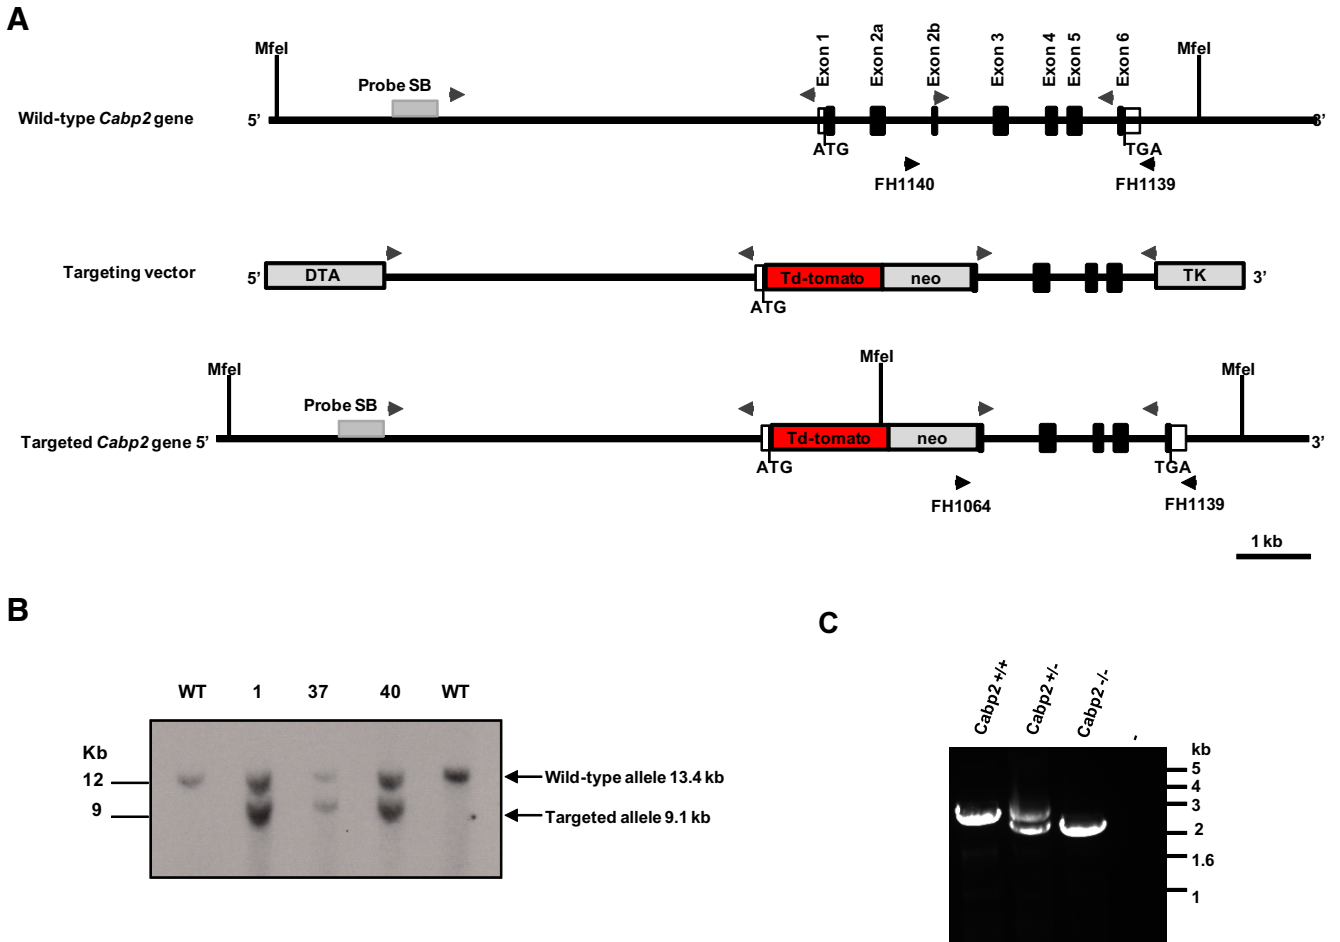 A
MfeI
Probe SB
Exon 1
Exon 2a
Exon 2b
Exon 3
Exon 4
Exon 5
Exon 6
MfeI
Wild-type Cabp2 gene
5’
3’
ATG
TGA
FH1140
FH1139
Targeting vector
5’
DTA
Td-tomato
neo
TK
3’
ATG
MfeI
MfeI
MfeI
Probe SB
Targeted Cabp2 gene 5’
Td-tomato
neo
3’
ATG
TGA
FH1064
FH1139
1 kb
B
WT 1 37 40 WT
Kb
12
9
Wild-type allele 13.4 kb
Targeted allele 9.1 kb
C
Cabp2 +/+
Cabp2 +/-
Cabp2 -/-
-
kb
5
4
3
2
1.6
1